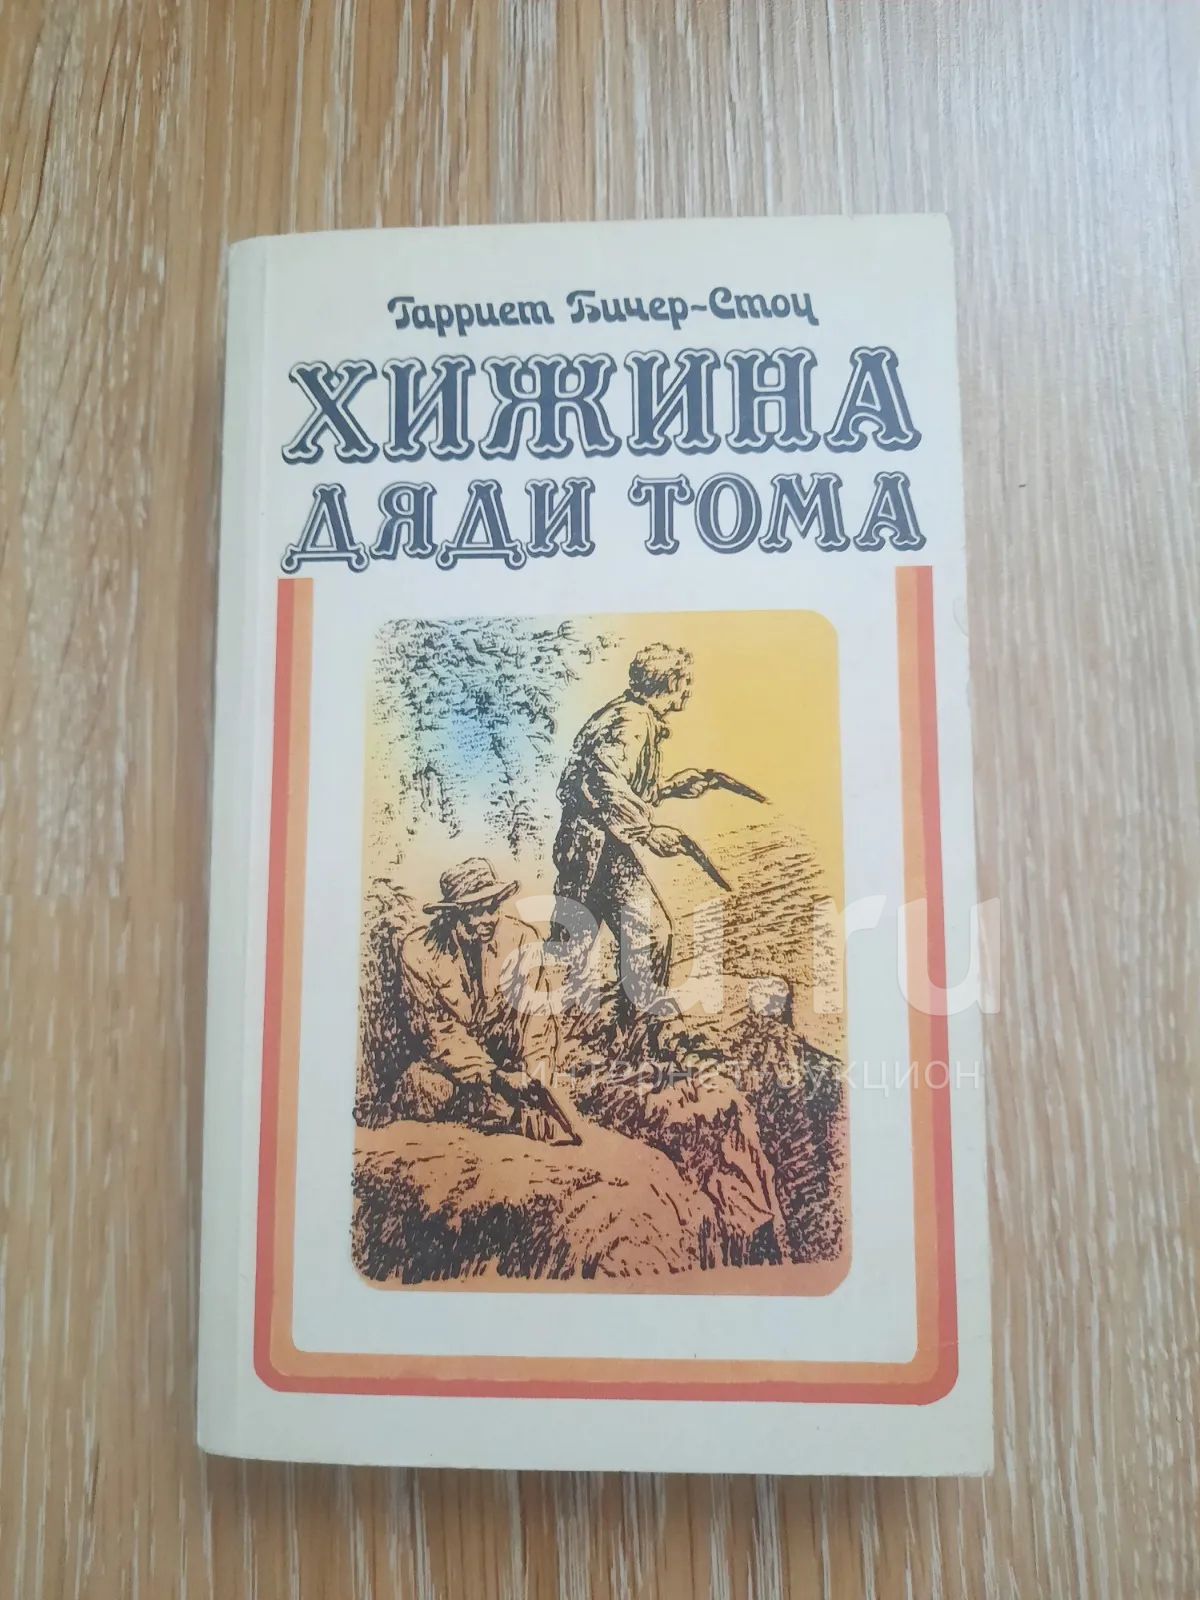 Гарриет Бичер-Стоу
ХИЖИНА
ДЯДИ ТОМА
au.ru
интернет-аукцион